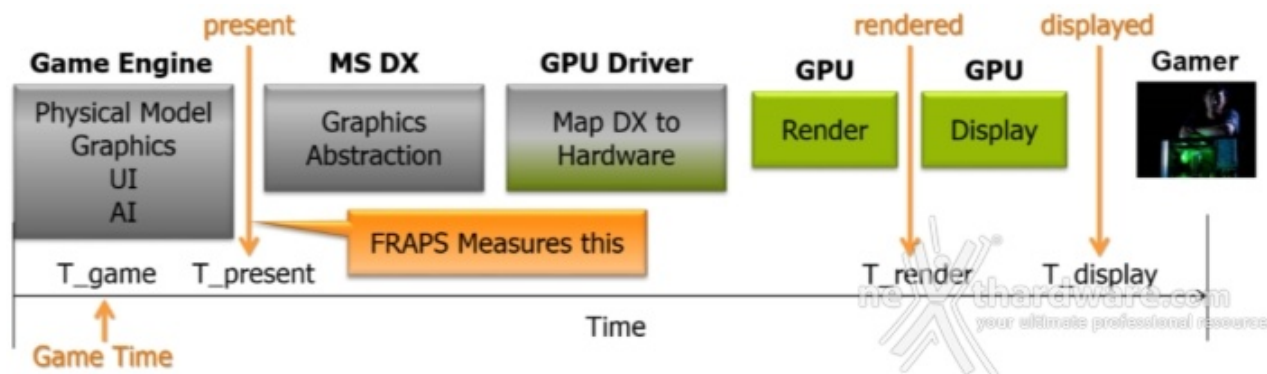 present
rendered
displayed
Game Engine
MS DX
GPU Driver
GPU
GPU
Gamer
Physical Model
Graphics
UI
AI
Graphics
Abstraction
Map DX to
Hardware
Render
Display
FRAPS Measures this
T_game
T_present
T_render
T_display
Time
Game Time
nexthardware.com
your ultimate professional resource